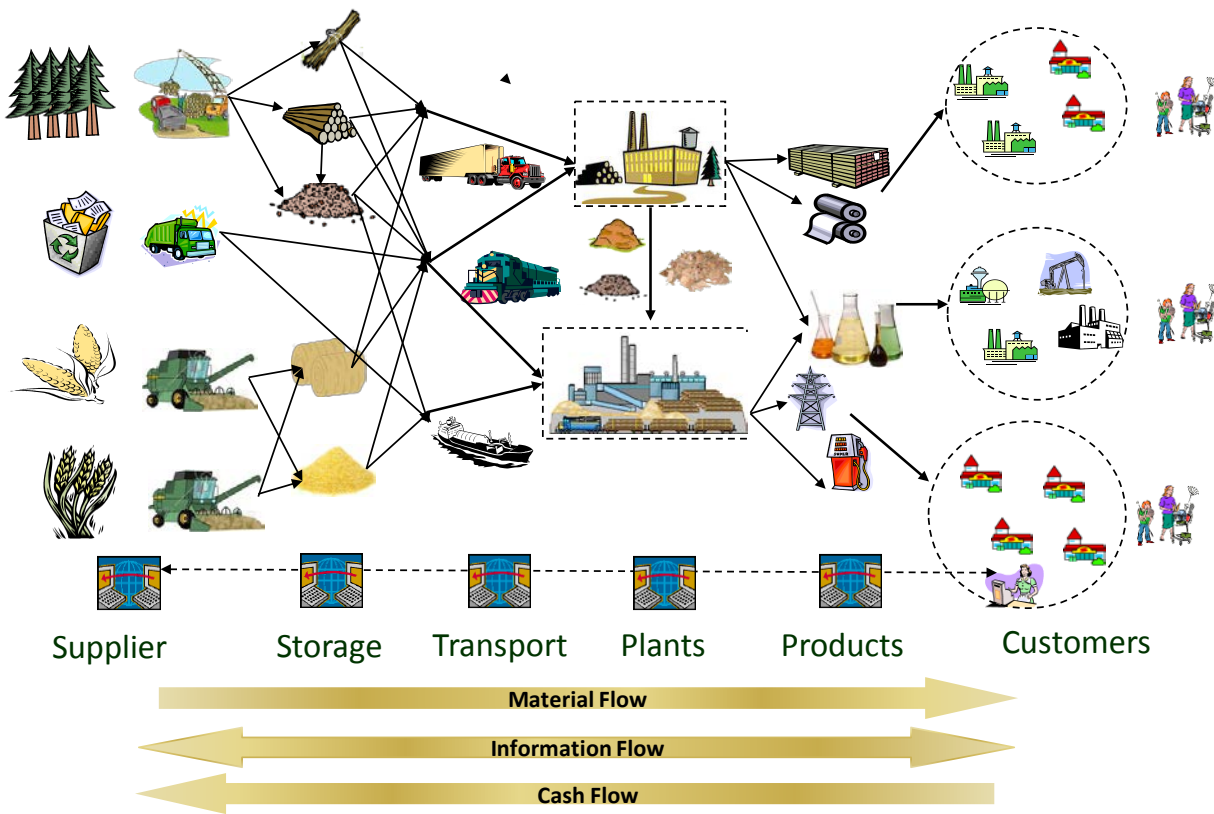 Supplier
Storage
Transport
Plants
Products
Customers
Material Flow
Information Flow
Cash Flow